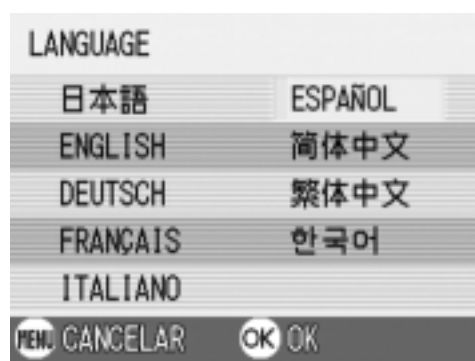 LANGUAGE
日本語 ESPAÑOL
ENGLISH 简体中文
DEUTSCH 繁体中文
FRANÇAIS 한국어
ITALIANO
MENU CANCELAR OK OK